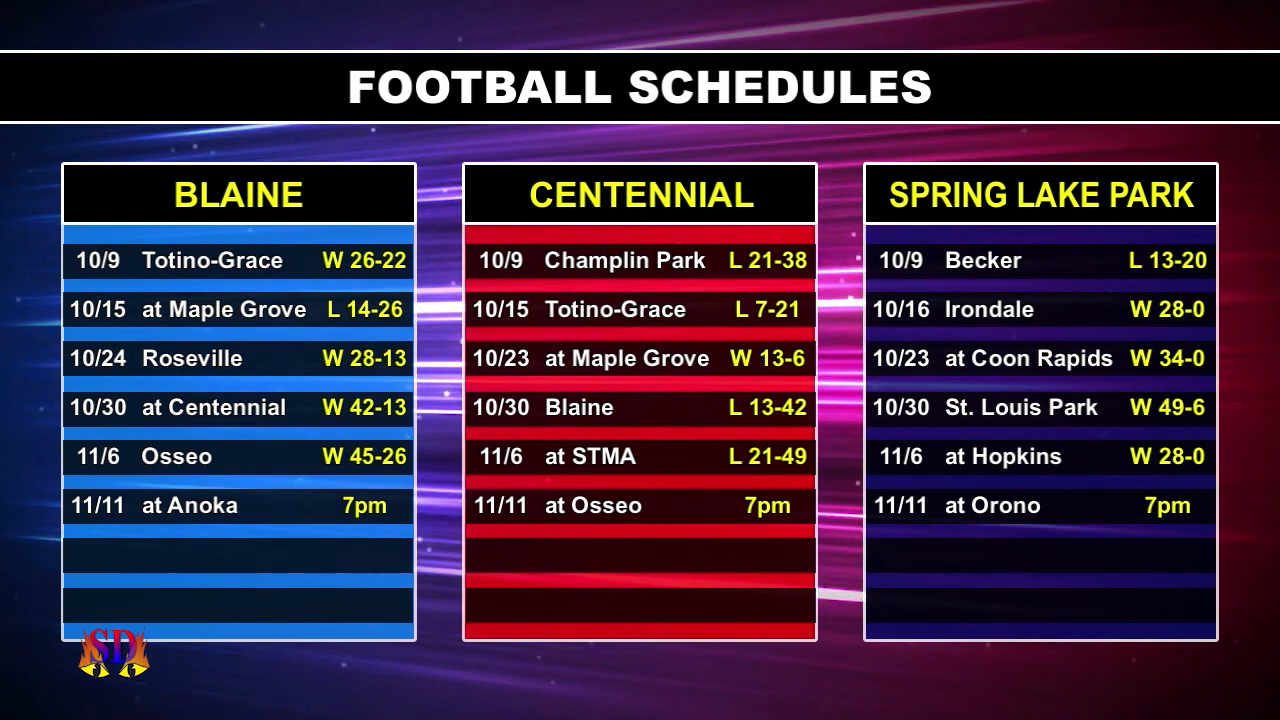 FOOTBALL SCHEDULES
BLAINE
10/9 Totino-Grace W 26-22
10/15 at Maple Grove L 14-26
10/24 Roseville W 28-13
10/30 at Centennial W 42-13
11/6 Osseo W 45-26
11/11 at Anoka 7pm
CENTENNIAL
10/9 Champlin Park L 21-38
10/15 Totino-Grace L 7-21
10/23 at Maple Grove W 13-6
10/30 Blaine L 13-42
11/6 at STMA L 21-49
11/11 at Osseo 7pm
SPRING LAKE PARK
10/9 Becker L 13-20
10/16 Irondale W 28-0
10/23 at Coon Rapids W 34-0
10/30 St. Louis Park W 49-6
11/6 at Hopkins W 28-0
11/11 at Orono 7pm
SD